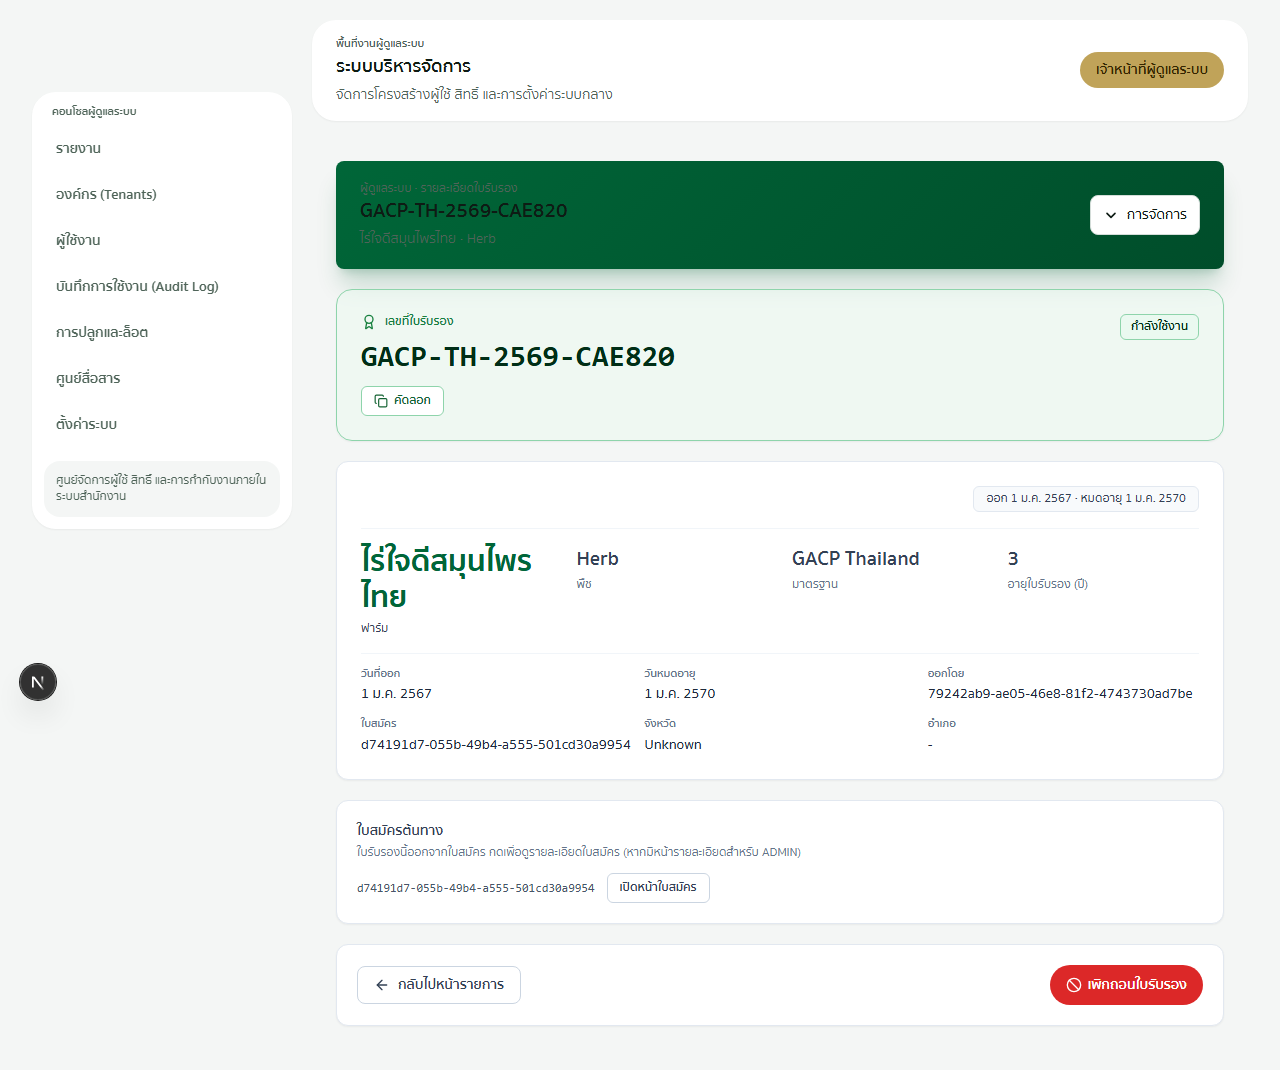 พื้นที่งานผู้ดูแลระบบ
ระบบบริหารจัดการ
จัดการโครงสร้างผู้ใช้ สิทธิ์ และการตั้งค่าระบบกลาง
เจ้าหน้าที่ผู้ดูแลระบบ
คอนโซลผู้ดูแลระบบ
รายงาน
องค์กร (Tenants)
ผู้ใช้งาน
บันทึกการใช้งาน (Audit Log)
การปลูกและล็อต
ศูนย์สื่อสาร
ตั้งค่าระบบ
ศูนย์จัดการผู้ใช้ สิทธิ์ และการกำกับงานภายใน
ระบบสำนักงาน
ผู้ดูแลระบบ · รายละเอียดใบรับรอง
GACP-TH-2569-CAE820
ไร่ใจดีสมุนไพรไทย · Herb
การจัดการ
เลขที่ใบรับรอง
GACP-TH-2569-CAE820
คัดลอก
กำลังใช้งาน
ออก 1 ม.ค. 2567 · หมดอายุ 1 ม.ค. 2570
ไร่ใจดีสมุนไพร
ไทย
ฟาร์ม
Herb
พืช
GACP Thailand
มาตรฐาน
3
อายุใบรับรอง (ปี)
วันที่ออก
1 ม.ค. 2567
วันหมดอายุ
1 ม.ค. 2570
ออกโดย
79242ab9-ae05-46e8-81f2-4743730ad7be
ใบสมัคร
d74191d7-055b-49b4-a555-501cd30a9954
จังหวัด
Unknown
อำเภอ
-
ใบสมัครต้นทาง
ใบรับรองนี้ออกจากใบสมัคร กดเพื่อดูรายละเอียดใบสมัคร (หากมีหน้ารายละเอียดสำหรับ ADMIN)
d74191d7-055b-49b4-a555-501cd30a9954
เปิดหน้าใบสมัคร
กลับไปหน้ารายการ
เพิกถอนใบรับรอง
N